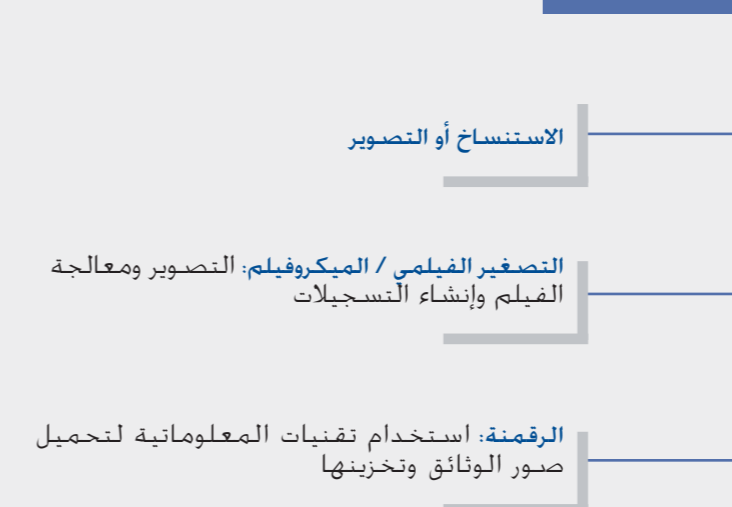 الاستنساخ أو التصوير
التصغير الفيلمي / الميكروفيلم: التصوير ومعالجة
الفيلم وإنشاء التسجيلات
الرقمنة: استخدام تقنيات المعلوماتية لتحميل
صور الوثائق وتخزينها